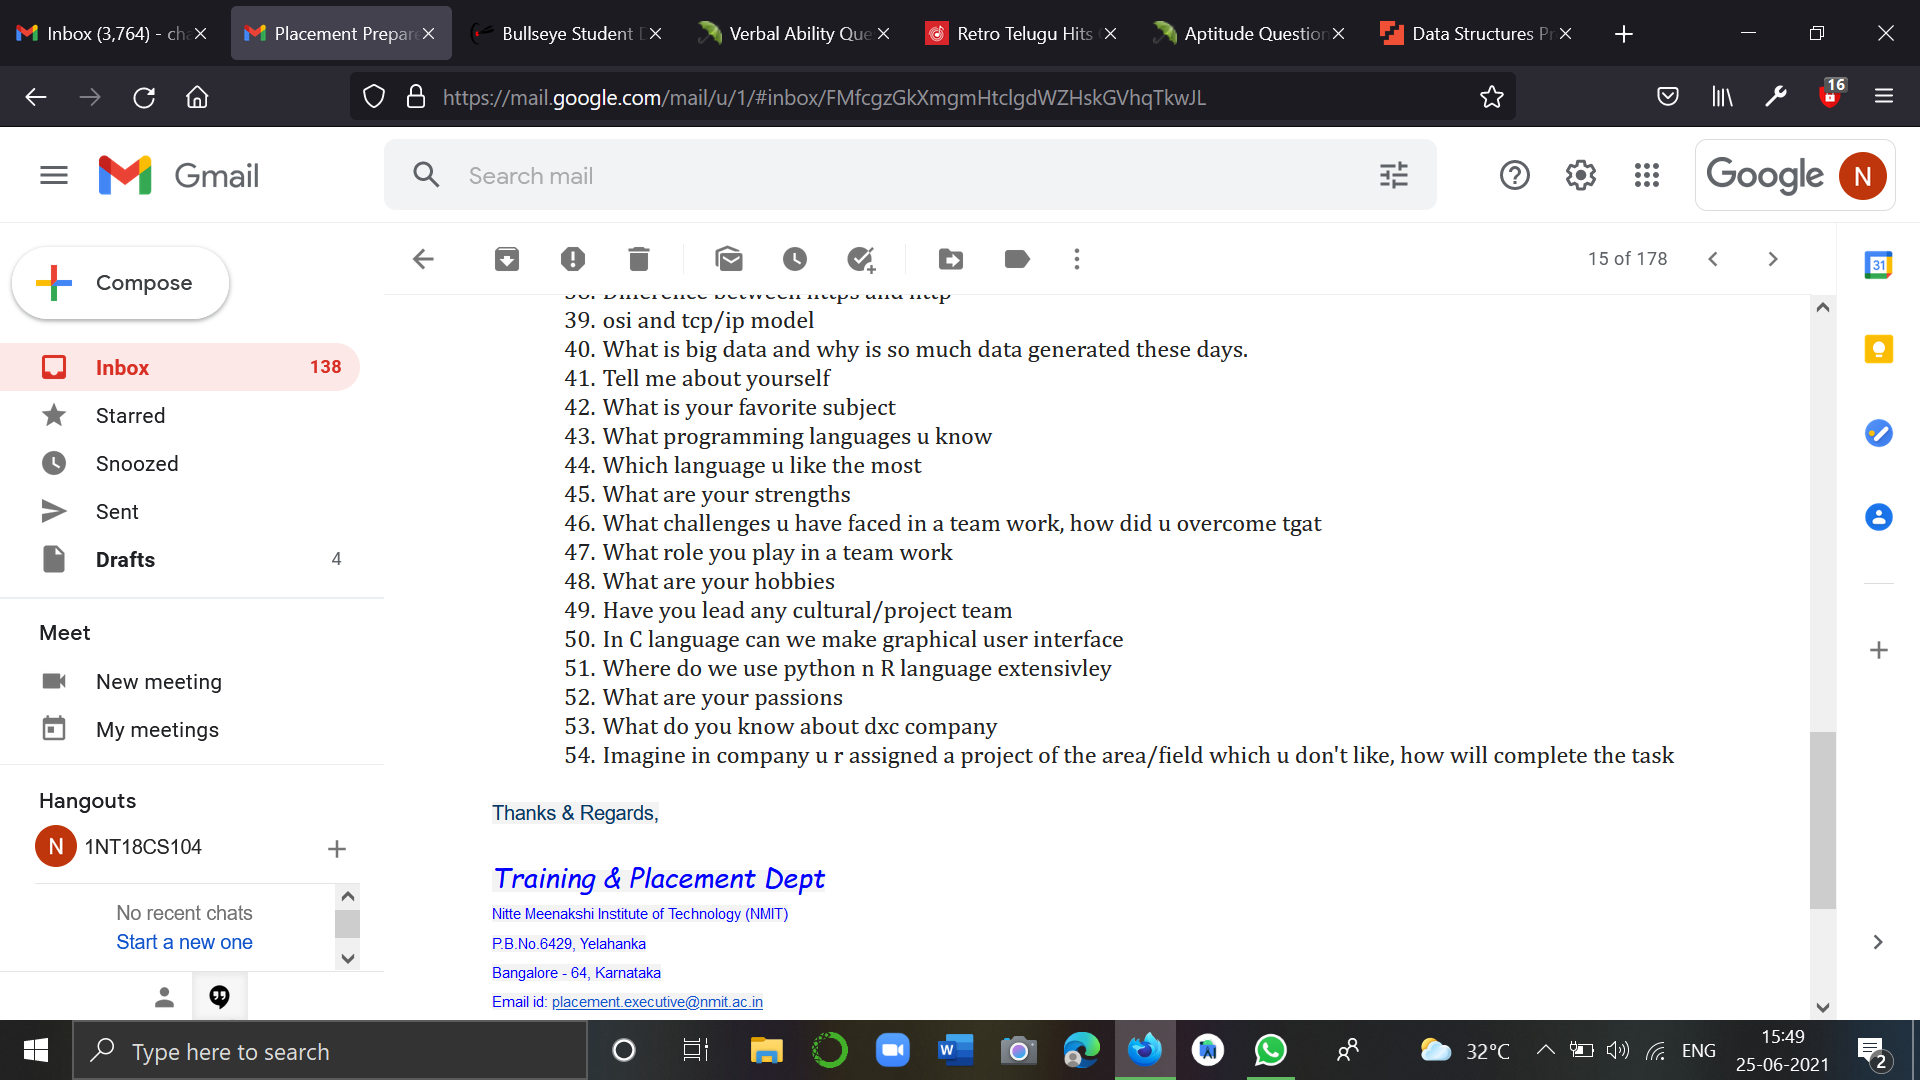 Inbox (3,764) - cha
Placement Prepar
Bullseye Student D
Verbal Ability Que
Retro Telugu Hits
Aptitude Question
Data Structures Pr
https://mail.google.com/mail/u/1/#inbox/FMfcgzGkXmgmHtclgdWZHskGVhqTkwJL
16
Gmail
Search mail
Google
N
Compose
15 of 178
31
Inbox 138
Starred
Snoozed
Sent
Drafts 4
Meet
New meeting
My meetings
Hangouts
N 1NT18CS104
No recent chats
Start a new one
38. Difference between https and http
39. osi and tcp/ip model
40. What is big data and why is so much data generated these days.
41. Tell me about yourself
42. What is your favorite subject
43. What programming languages u know
44. Which language u like the most
45. What are your strengths
46. What challenges u have faced in a team work, how did u overcome tgat
47. What role you play in a team work
48. What are your hobbies
49. Have you lead any cultural/project team
50. In C language can we make graphical user interface
51. Where do we use python n R language extensivley
52. What are your passions
53. What do you know about dxc company
54. Imagine in company u r assigned a project of the area/field which u don't like, how will complete the task
Thanks & Regards,
Training & Placement Dept
Nitte Meenakshi Institute of Technology (NMIT)
P.B.No.6429, Yelahanka
Bangalore - 64, Karnataka
Email id: placement.executive@nmit.ac.in
Type here to search
32°C
ENG
15:49
25-06-2021
2